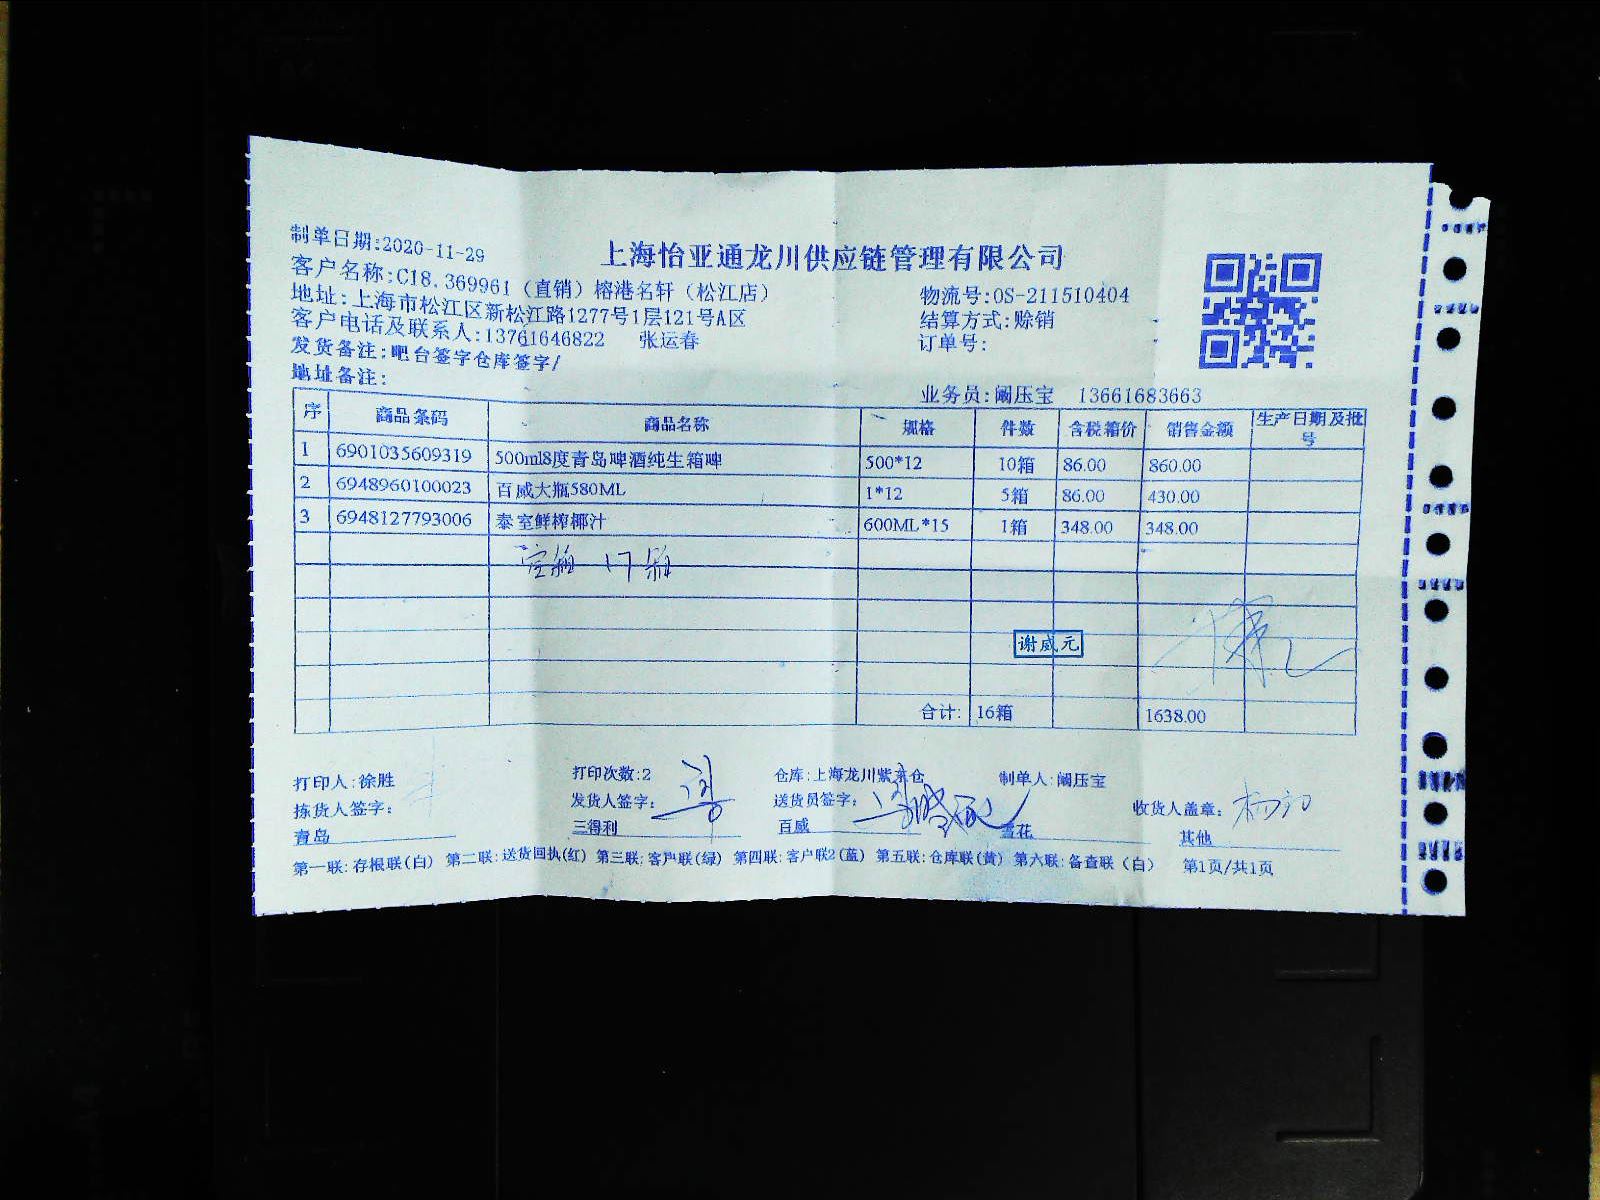 制单日期:2020-11-29
上海怡亚通龙川供应链管理有限公司
客户名称:C18.369961（直销）榕港名轩（松江店）
物流号:OS-211510404
地址:上海市松江区新松江路1277号1层121号A区
结算方式:赊销
客户电话及联系人:13761646822 张运春
订单号:
发货备注:吧台签字仓库签字/
地址备注:
业务员:阚压宝 13661683663
序 商品条码 商品名称 规格 件数 含税箱价 销售金额 生产日期及批号
1 6901035609319 500ml8度青岛啤酒纯生箱啤 500*12 10箱 86.00 860.00
2 6948960100023 百威大瓶580ML 1*12 5箱 86.00 430.00
3 6948127793006 泰室鲜榨椰汁 600ML*15 1箱 348.00 348.00
空箱 17箱
谢威元
合计: 16箱 1638.00
打印人:徐胜 打印次数:2 仓库:上海龙川紫东仓 制单人:阚压宝
拣货人签字: 发货人签字: 送货员签字: 收货人盖章:
青岛 三得利 百威 雪花 其他
第一联:存根联(白) 第二联:送货回执(红) 第三联:客户联(绿) 第四联:客户联2(蓝) 第五联:仓库联(黄) 第六联:备查联（白） 第1页/共1页